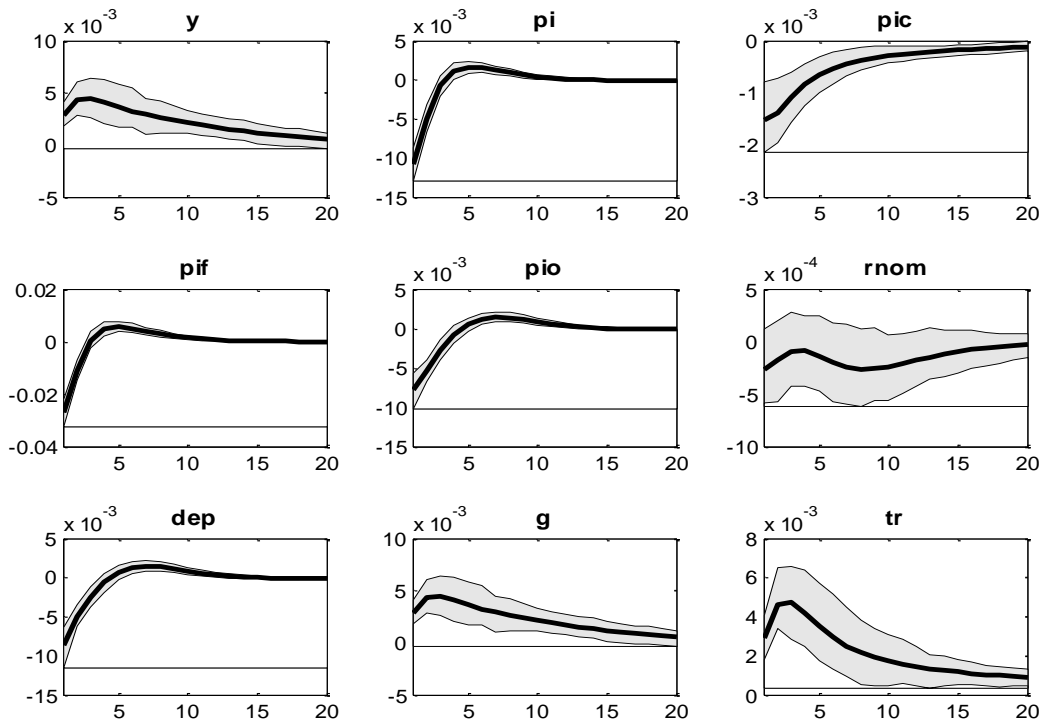 x 10^-3 y
10
5
0
-5
5 10 15 20
x 10^-3 pi
5
0
-5
-10
-15
5 10 15 20
x 10^-3 pic
0
-1
-2
-3
5 10 15 20
pif
0.02
0
-0.02
-0.04
5 10 15 20
x 10^-3 pio
5
0
-5
-10
-15
5 10 15 20
x 10^-4 rnom
5
0
-5
-10
5 10 15 20
x 10^-3 dep
5
0
-5
-10
-15
5 10 15 20
x 10^-3 g
10
5
0
-5
5 10 15 20
x 10^-3 tr
8
6
4
2
0
5 10 15 20